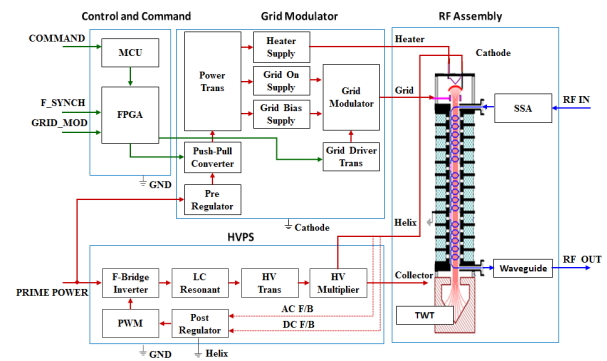 Control and Command
Grid Modulator
RF Assembly
COMMAND
MCU
F_SYNCH
FPGA
GRID_MOD
GND
Power
Trans
Heater
Supply
Grid On
Supply
Grid Bias
Supply
Grid
Modulator
Push-Pull
Converter
Grid Driver
Trans
Pre
Regulator
Cathode
Heater
Cathode
Grid
SSA
RF IN
Helix
Collector
Waveguide
RF OUT
TWT
HVPS
PRIME POWER
F-Bridge
Inverter
LC
Resonant
HV
Trans
HV
Multiplier
PWM
Post
Regulator
AC F/B
DC F/B
GND
Helix